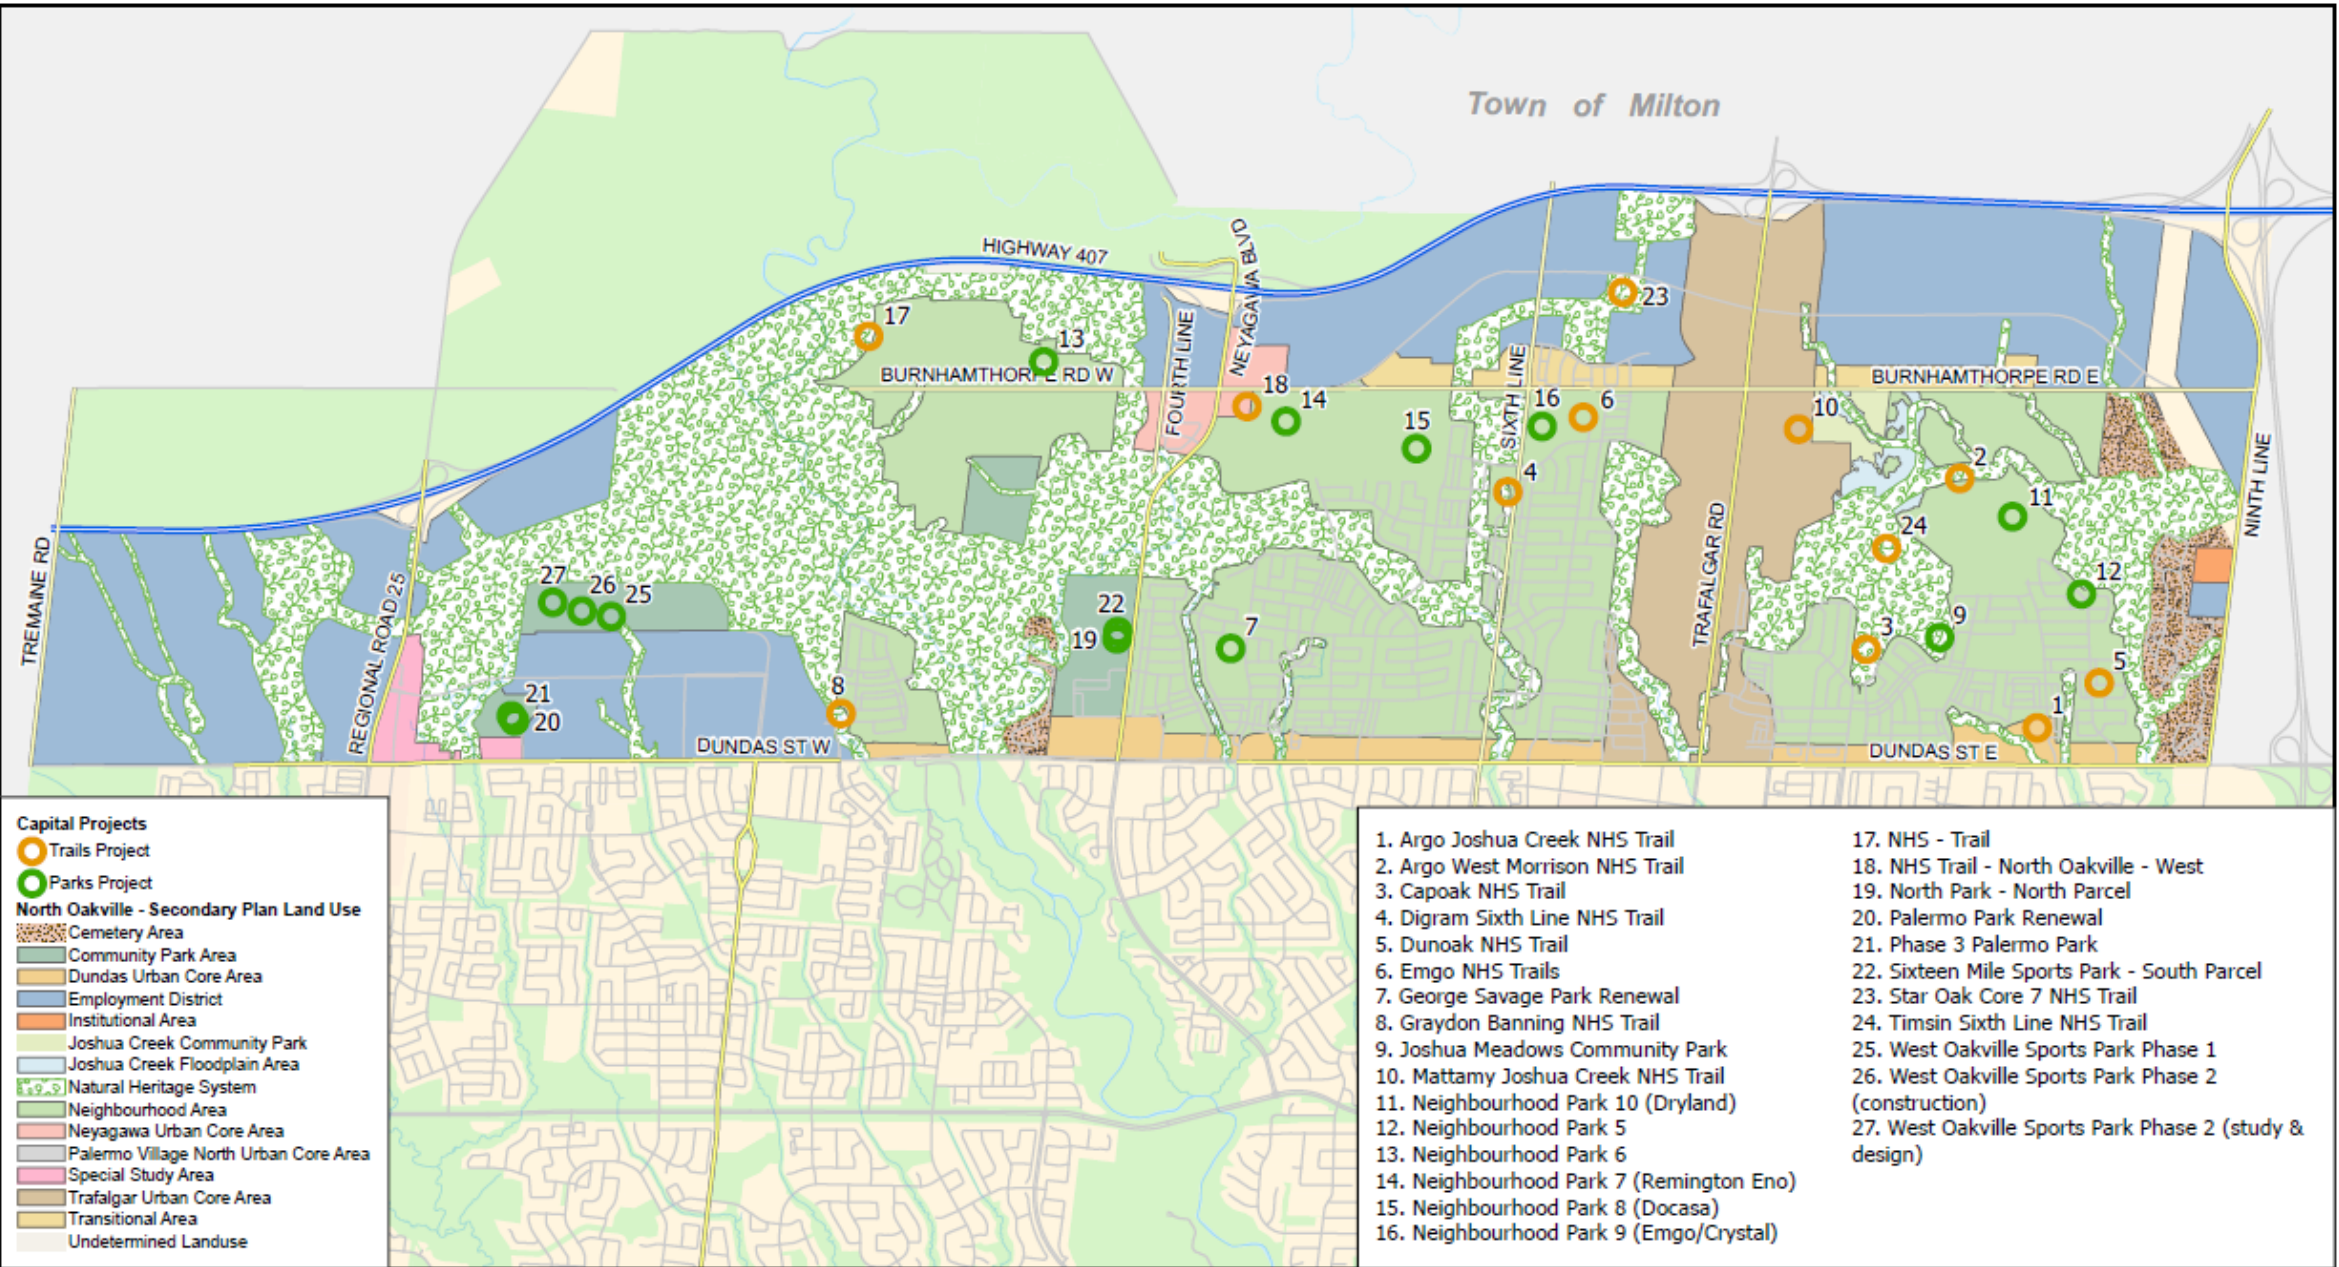 Town of Milton
HIGHWAY 407
NEYAGAWA BLVD
17
13
23
FOURTH LINE
BURNHAMTHORPE RD W
BURNHAMTHORPE RD E
18
14
15
SIXTH LINE
16
6
10
4
2
11
NINTH LINE
24
TRAFALGAR RD
12
TREMAINE RD
REGIONAL ROAD 25
27
26
25
22
19
7
3
9
5
8
21
20
1
DUNDAS ST W
DUNDAS ST E
Capital Projects
Trails Project
Parks Project
North Oakville - Secondary Plan Land Use
Cemetery Area
Community Park Area
Dundas Urban Core Area
Employment District
Institutional Area
Joshua Creek Community Park
Joshua Creek Floodplain Area
Natural Heritage System
Neighbourhood Area
Neyagawa Urban Core Area
Palermo Village North Urban Core Area
Special Study Area
Trafalgar Urban Core Area
Transitional Area
Undetermined Landuse
1. Argo Joshua Creek NHS Trail
2. Argo West Morrison NHS Trail
3. Capoak NHS Trail
4. Digram Sixth Line NHS Trail
5. Dunoak NHS Trail
6. Emgo NHS Trails
7. George Savage Park Renewal
8. Graydon Banning NHS Trail
9. Joshua Meadows Community Park
10. Mattamy Joshua Creek NHS Trail
11. Neighbourhood Park 10 (Dryland)
12. Neighbourhood Park 5
13. Neighbourhood Park 6
14. Neighbourhood Park 7 (Remington Eno)
15. Neighbourhood Park 8 (Docasa)
16. Neighbourhood Park 9 (Emgo/Crystal)
17. NHS - Trail
18. NHS Trail - North Oakville - West
19. North Park - North Parcel
20. Palermo Park Renewal
21. Phase 3 Palermo Park
22. Sixteen Mile Sports Park - South Parcel
23. Star Oak Core 7 NHS Trail
24. Timsin Sixth Line NHS Trail
25. West Oakville Sports Park Phase 1
26. West Oakville Sports Park Phase 2
(construction)
27. West Oakville Sports Park Phase 2 (study &
design)